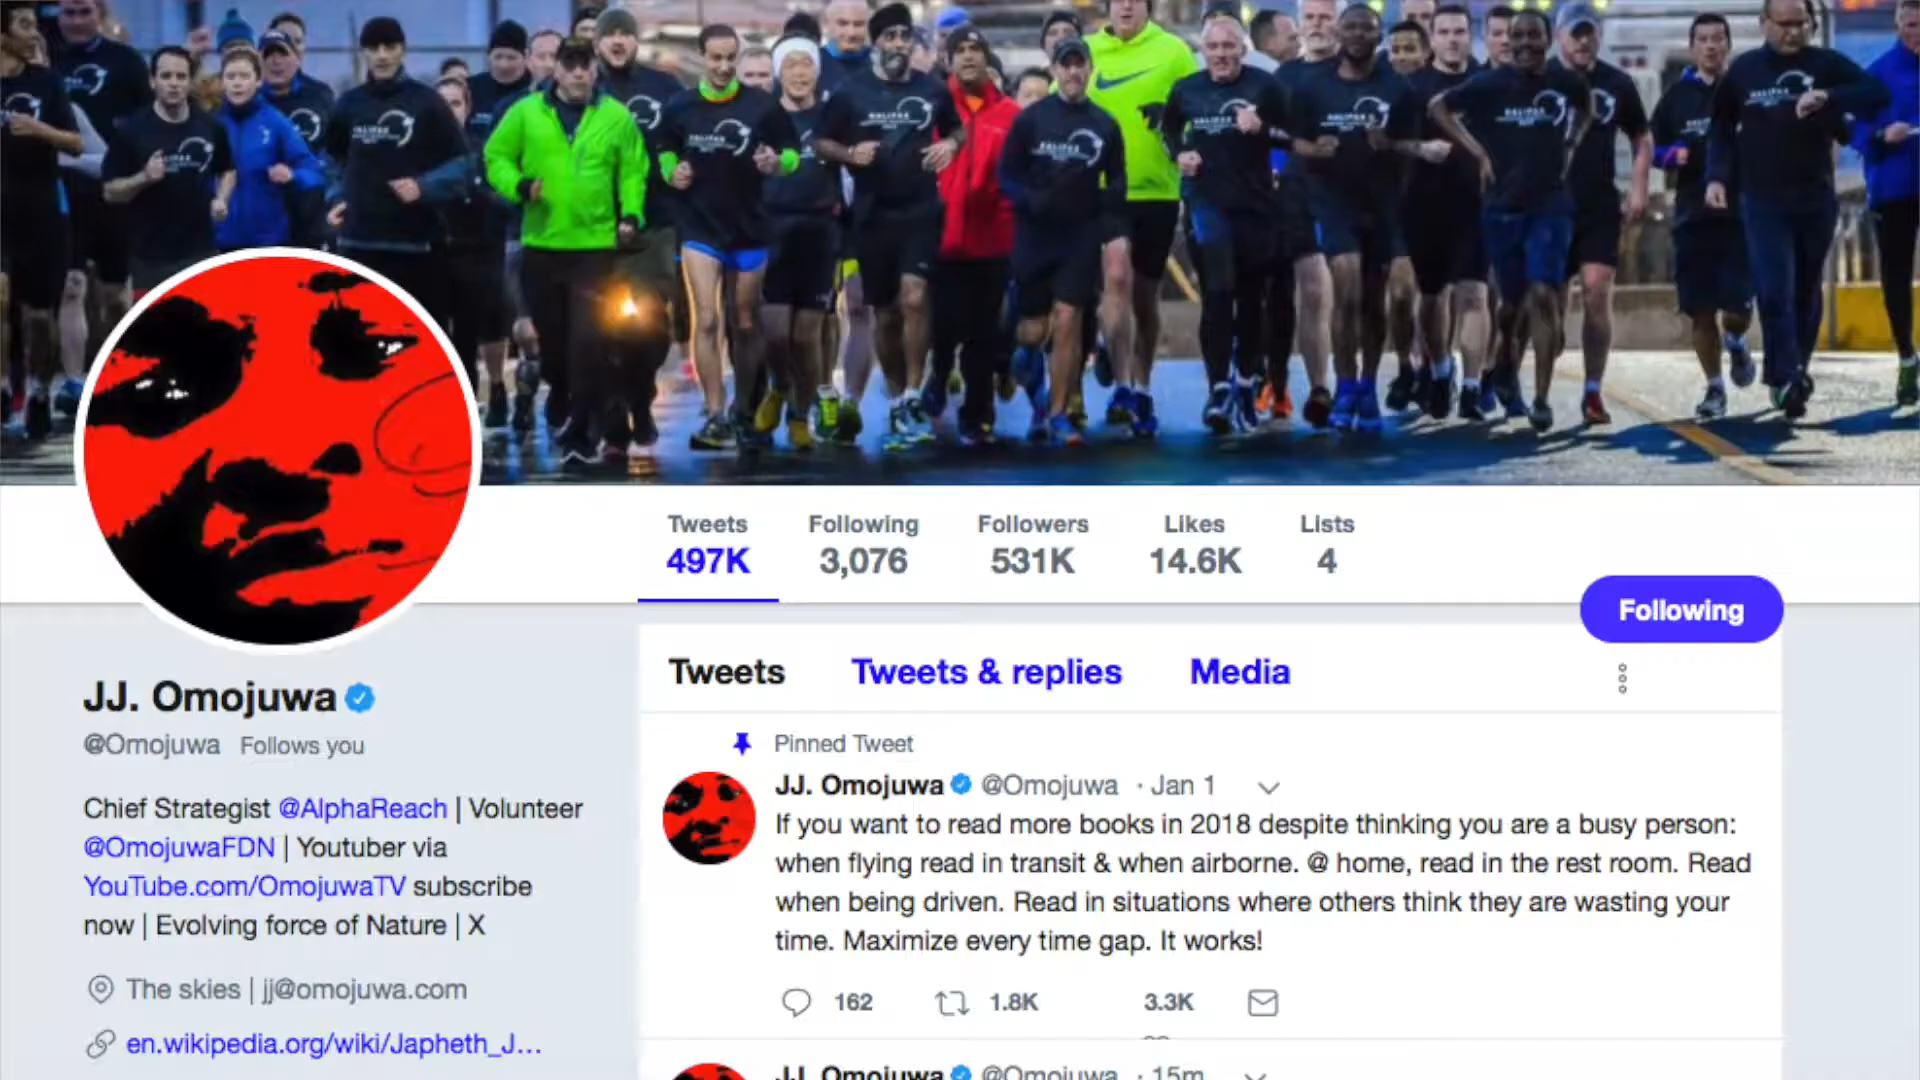 HALIFAX
Tweets Following Followers Likes Lists
497K 3,076 531K 14.6K 4
Following
Tweets Tweets & replies Media
JJ. Omojuwa
@Omojuwa Follows you
Chief Strategist @AlphaReach | Volunteer
@OmojuwaFDN | Youtuber via
YouTube.com/OmojuwaTV subscribe
now | Evolving force of Nature | X
The skies | jj@omojuwa.com
en.wikipedia.org/wiki/Japheth_J…
Pinned Tweet
JJ. Omojuwa @Omojuwa · Jan 1
If you want to read more books in 2018 despite thinking you are a busy person:
when flying read in transit & when airborne. @ home, read in the rest room. Read
when being driven. Read in situations where others think they are wasting your
time. Maximize every time gap. It works!
162 1.8K 3.3K
JJ. Omojuwa @Omojuwa · 15m